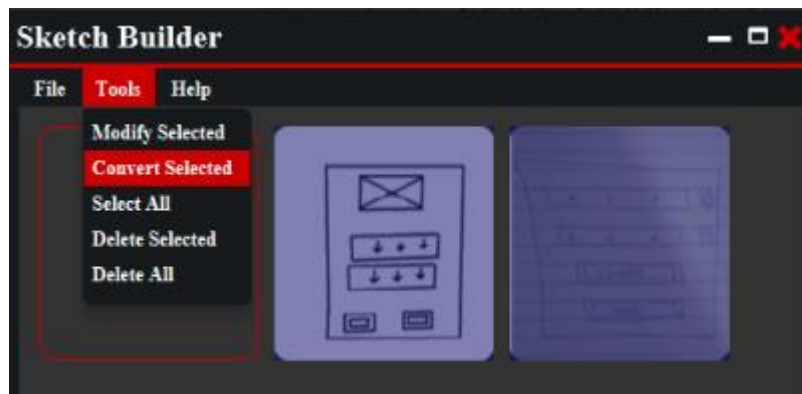 Sketch Builder
File Tools Help
Modify Selected
Convert Selected
Select All
Delete Selected
Delete All